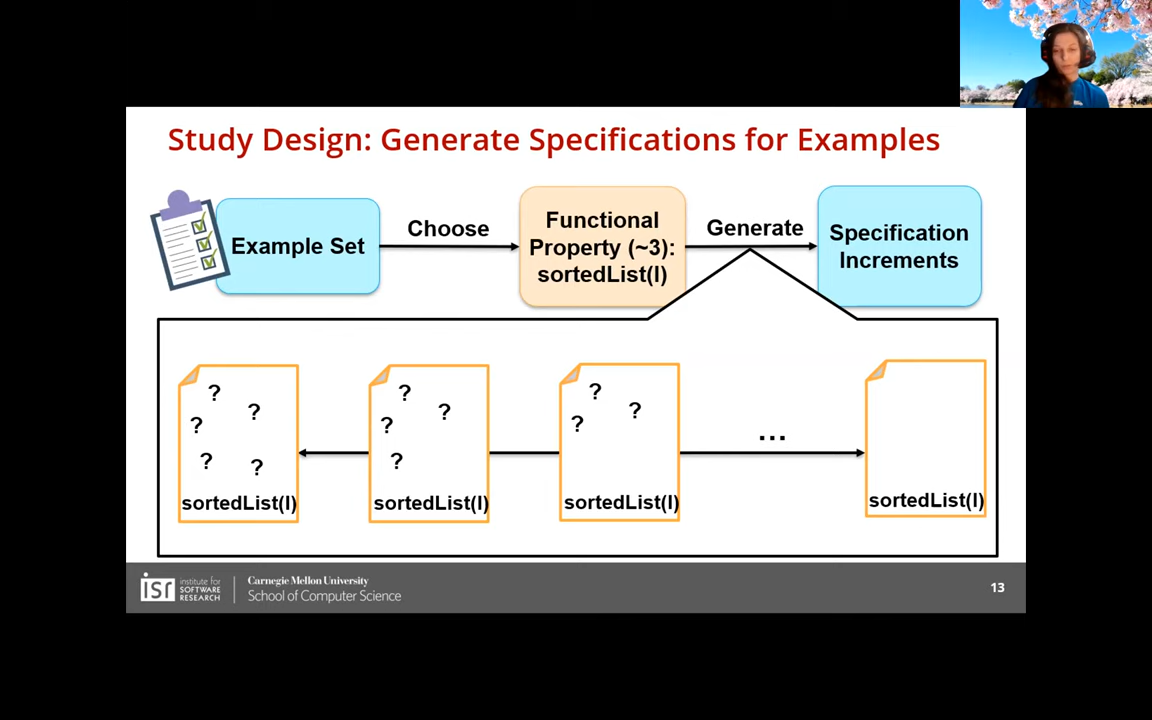 Study Design: Generate Specifications for Examples
Example Set
Choose
Functional
Property (~3):
sortedList(l)
Generate
Specification
Increments
?
?
?
?
?
sortedList(l)
?
?
?
?
sortedList(l)
?
?
?
sortedList(l)
...
sortedList(l)
isr
institute for
SOFTWARE
RESEARCH
Carnegie Mellon University
School of Computer Science
13